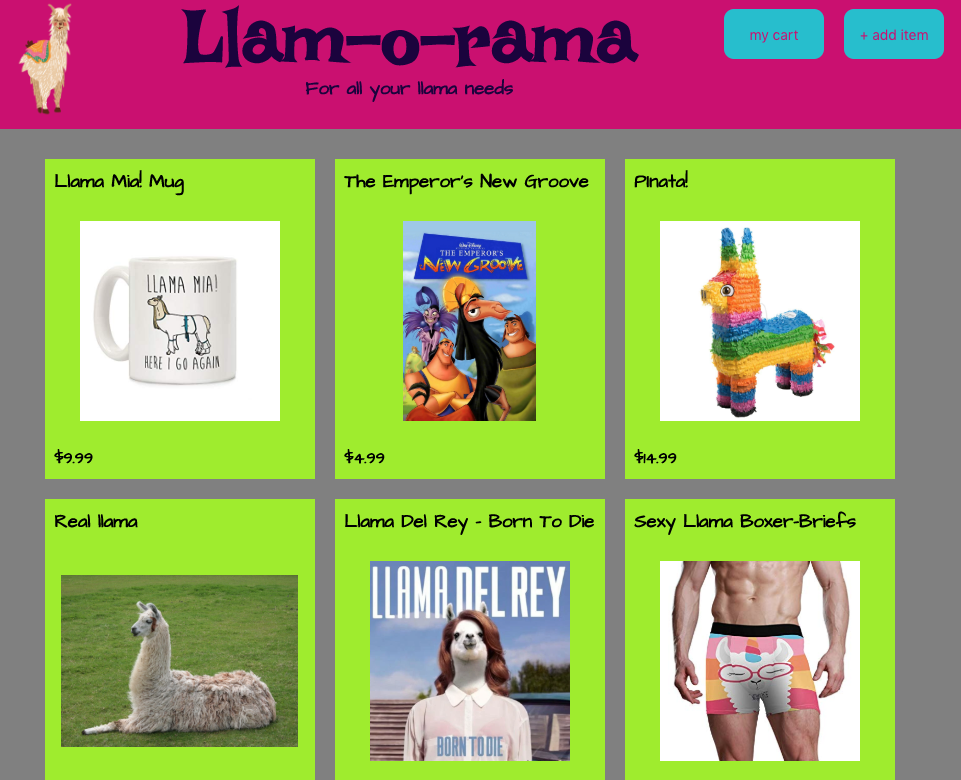 Llam-o-rama
For all your llama needs
my cart
+ add item
Llama Mia! Mug
The Emperor's New Groove
PInata!
LLAMA MIA!
HERE I GO AGAIN
WALT DISNEY
THE EMPEROR'S
NEW GROOVE
$9.99
$4.99
$14.99
Real llama
Llama Del Rey - Born To Die
Sexy Llama Boxer-Briefs
LLAMA DEL REY
BORN TO DIE